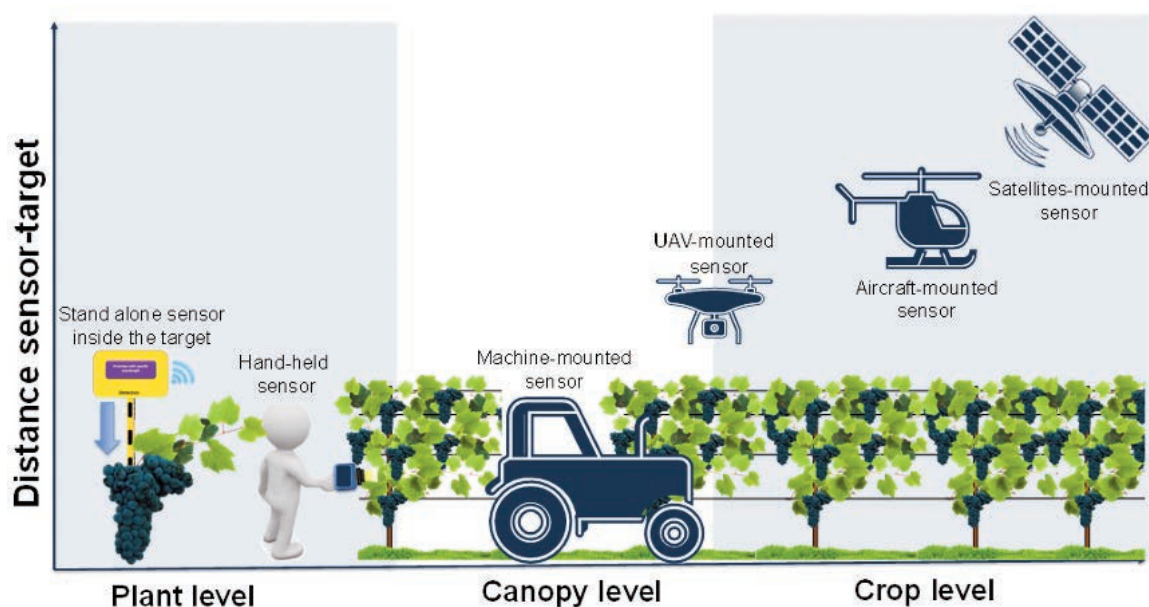 Distance sensor-target
Satellites-mounted
sensor
UAV-mounted
sensor
Aircraft-mounted
sensor
Stand alone sensor
inside the target
Hand-held
sensor
Machine-mounted
sensor
Plant level
Canopy level
Crop level